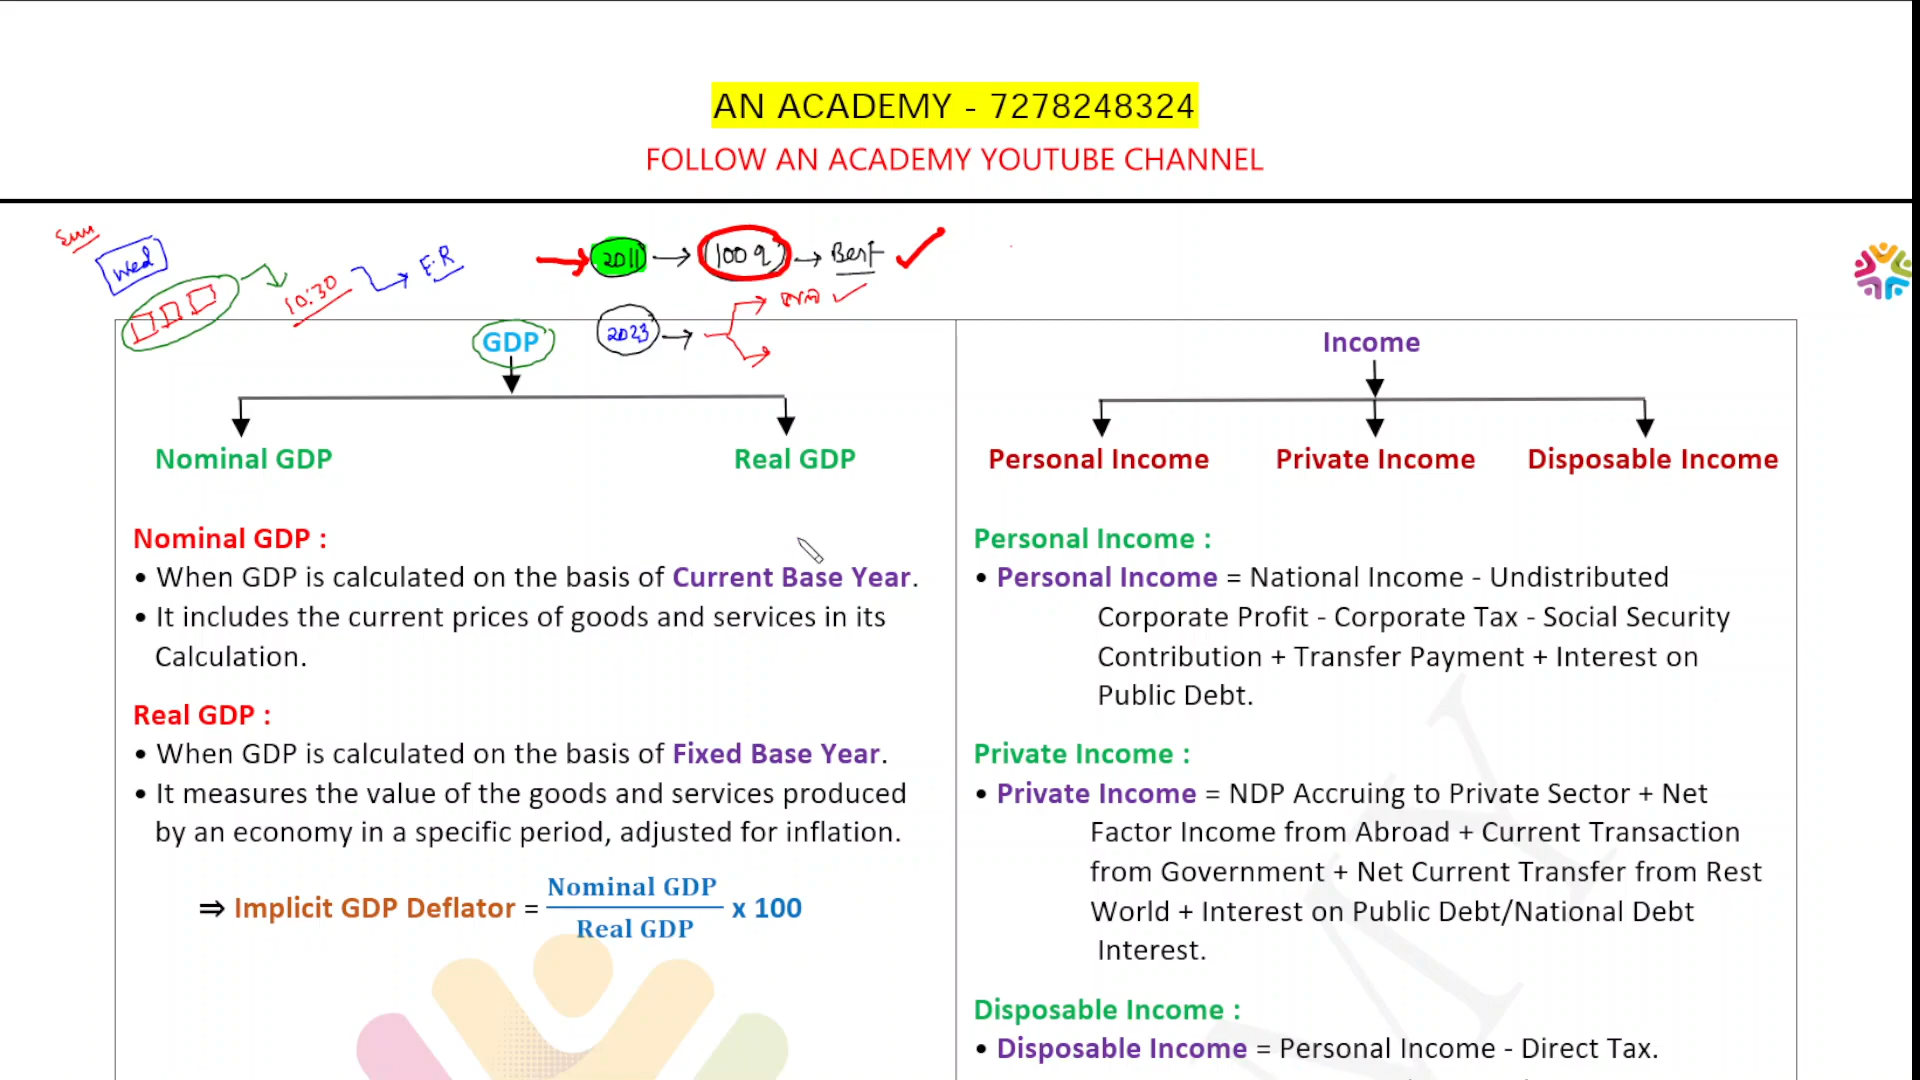 AN ACADEMY - 7278248324
FOLLOW AN ACADEMY YOUTUBE CHANNEL
Sun
Wed
10:30
E.R
2011 → 100 q → Best
2023 →
GDP
Nominal GDP
Real GDP
Nominal GDP :
• When GDP is calculated on the basis of Current Base Year.
• It includes the current prices of goods and services in its
Calculation.
Real GDP :
• When GDP is calculated on the basis of Fixed Base Year.
• It measures the value of the goods and services produced
by an economy in a specific period, adjusted for inflation.
⇒ Implicit GDP Deflator = Nominal GDP / Real GDP x 100
Income
Personal Income
Private Income
Disposable Income
Personal Income :
• Personal Income = National Income - Undistributed
Corporate Profit - Corporate Tax - Social Security
Contribution + Transfer Payment + Interest on
Public Debt.
Private Income :
• Private Income = NDP Accruing to Private Sector + Net
Factor Income from Abroad + Current Transaction
from Government + Net Current Transfer from Rest
World + Interest on Public Debt/National Debt
Interest.
Disposable Income :
• Disposable Income = Personal Income - Direct Tax.